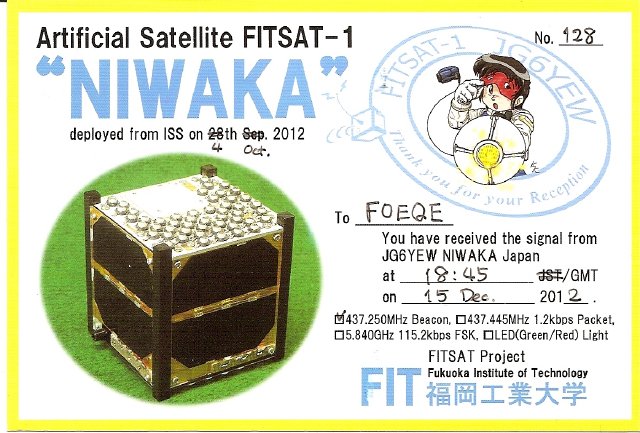 Artificial Satellite FITSAT-1
No. 128
"NIWAKA"
deployed from ISS on 28th Sep. 2012
4 Oct.
FITSAT-1 JG6YEW
Thank you for your Reception
To F0EQE
You have received the signal from
JG6YEW NIWAKA Japan
at 18:45 JST/GMT
on 15 Dec. 2012.
☑437.250MHz Beacon, □437.445MHz 1.2kbps Packet,
□5.840GHz 115.2kbps FSK, □LED(Green/Red) Light
FITSAT Project
FIT Fukuoka Institute of Technology
福岡工業大学